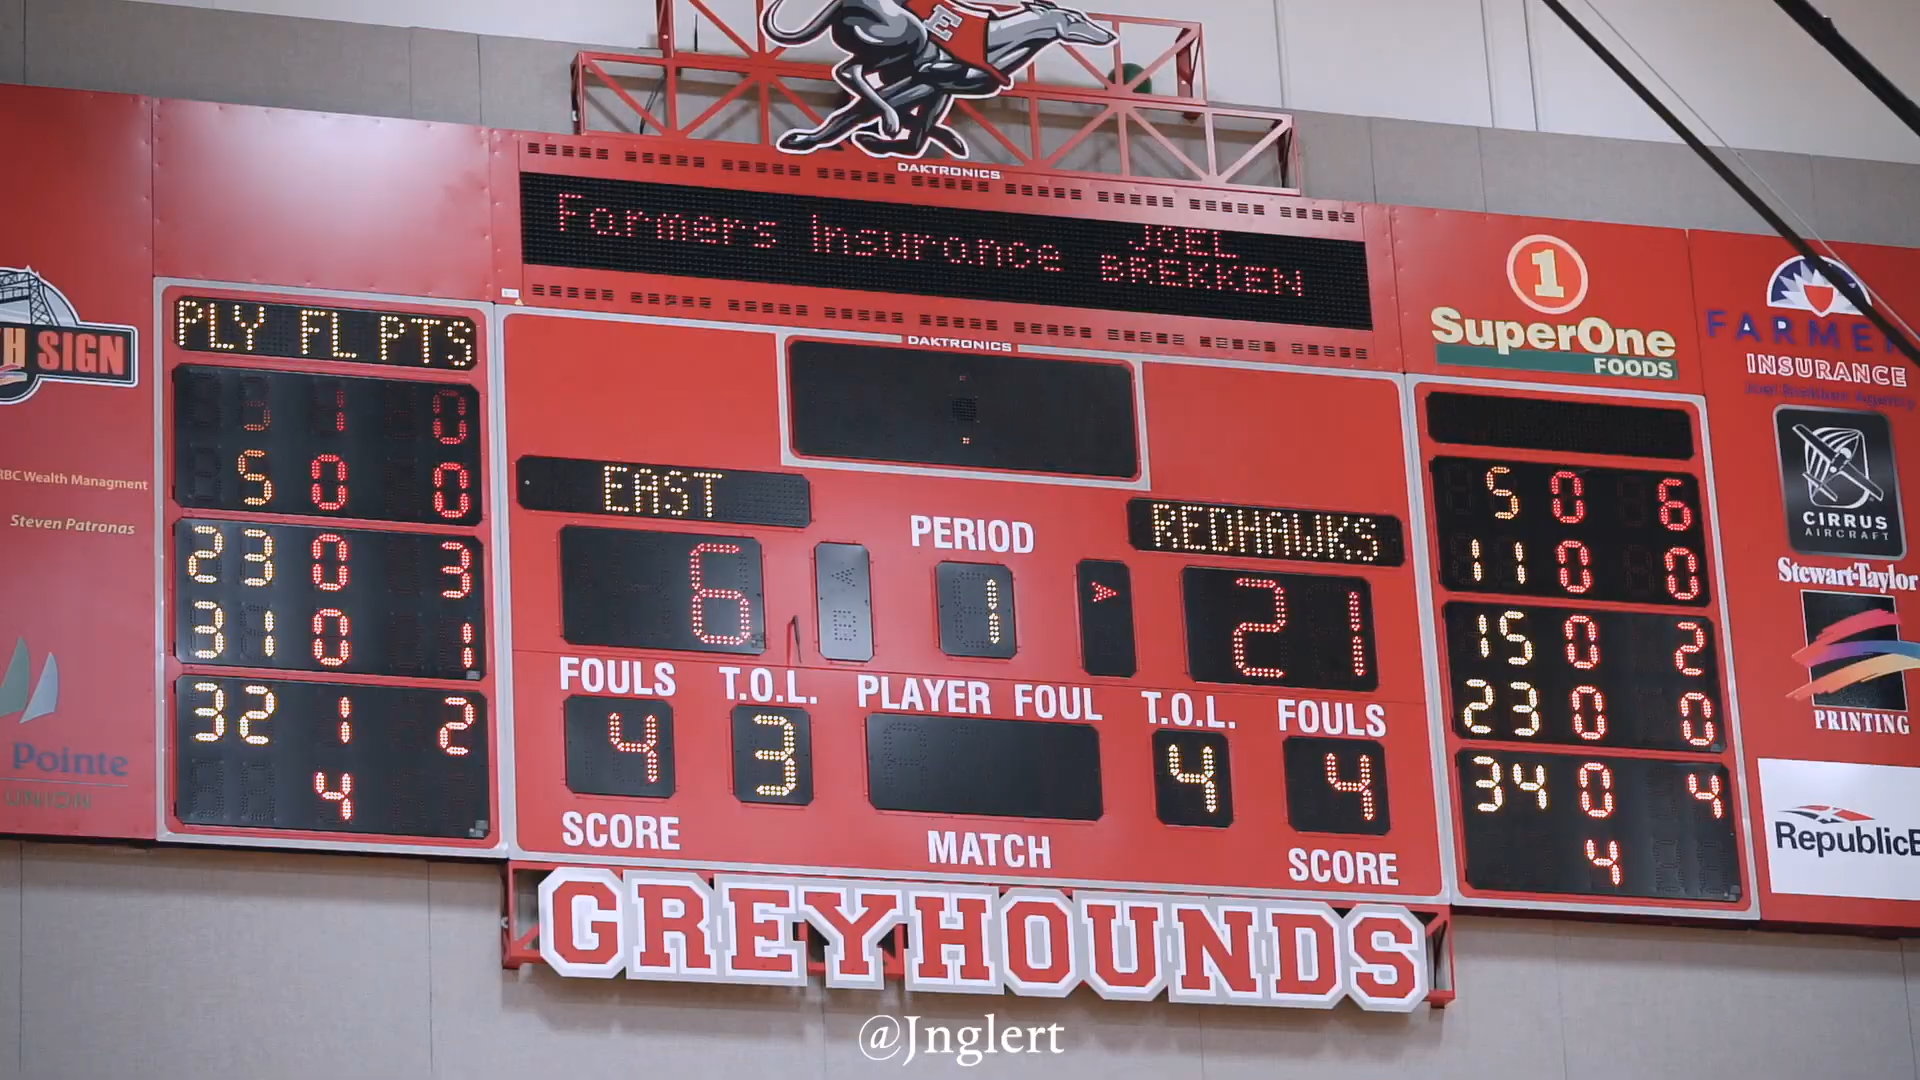 E
DAKTRONICS
Farmers Insurance JOEL BREKKEN
DAKTRONICS
H SIGN
RBC Wealth Managment
Steven Patronas
Pointe
PLY FL PTS
3 1 0
5 0 0
23 0 3
31 0 1
32 1 2
4
EAST
REDHAWKS
PERIOD
6
1
21
FOULS T.O.L. PLAYER FOUL T.O.L. FOULS
4 3 4 4
SCORE MATCH SCORE
GREYHOUNDS
5 0 6
11 0 0
15 0 2
23 0 0
34 0 4
4
1
SuperOne
FOODS
FARMER
INSURANCE
CIRRUS
AIRCRAFT
Stewart-Taylor
PRINTING
RepublicB
@Jnglert